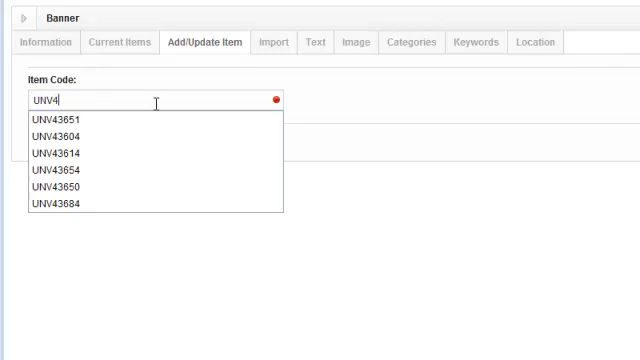 Banner
Information Current Items Add/Update Item Import Text Image Categories Keywords Location
Item Code:
UNV4
UNV43651
UNV43604
UNV43614
UNV43654
UNV43650
UNV43684